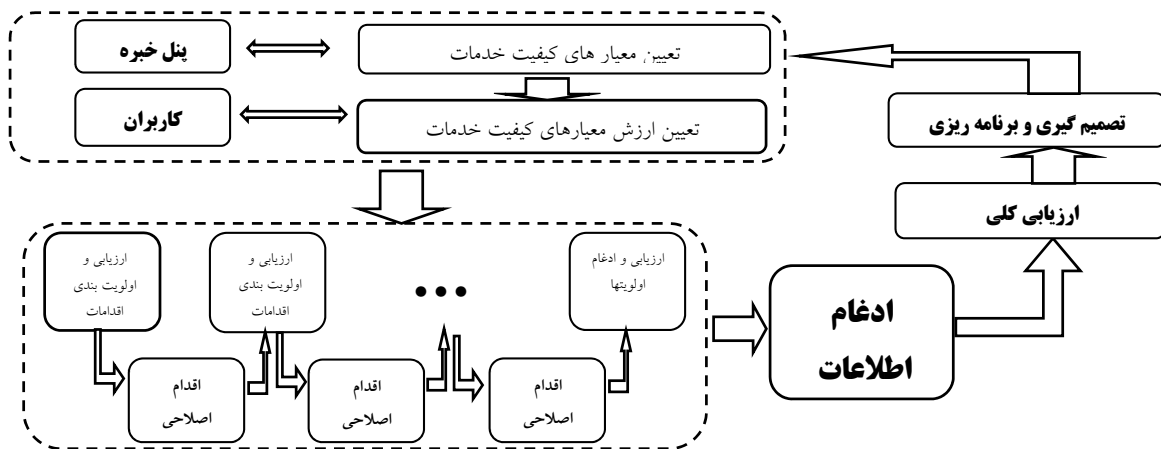 پنل خبره
تعیین معیار های کیفیت خدمات
کاربران
تعیین ارزش معیارهای کیفیت خدمات
تصمیم گیری و برنامه ریزی
ارزیابی کلی
ارزیابی و
اولویت بندی
اقدامات
ارزیابی و
اولویت بندی
اقدامات
...
ارزیابی و ادغام
اولویتها
اقدام
اصلاحی
اقدام
اصلاحی
اقدام
اصلاحی
ادغام
اطلاعات